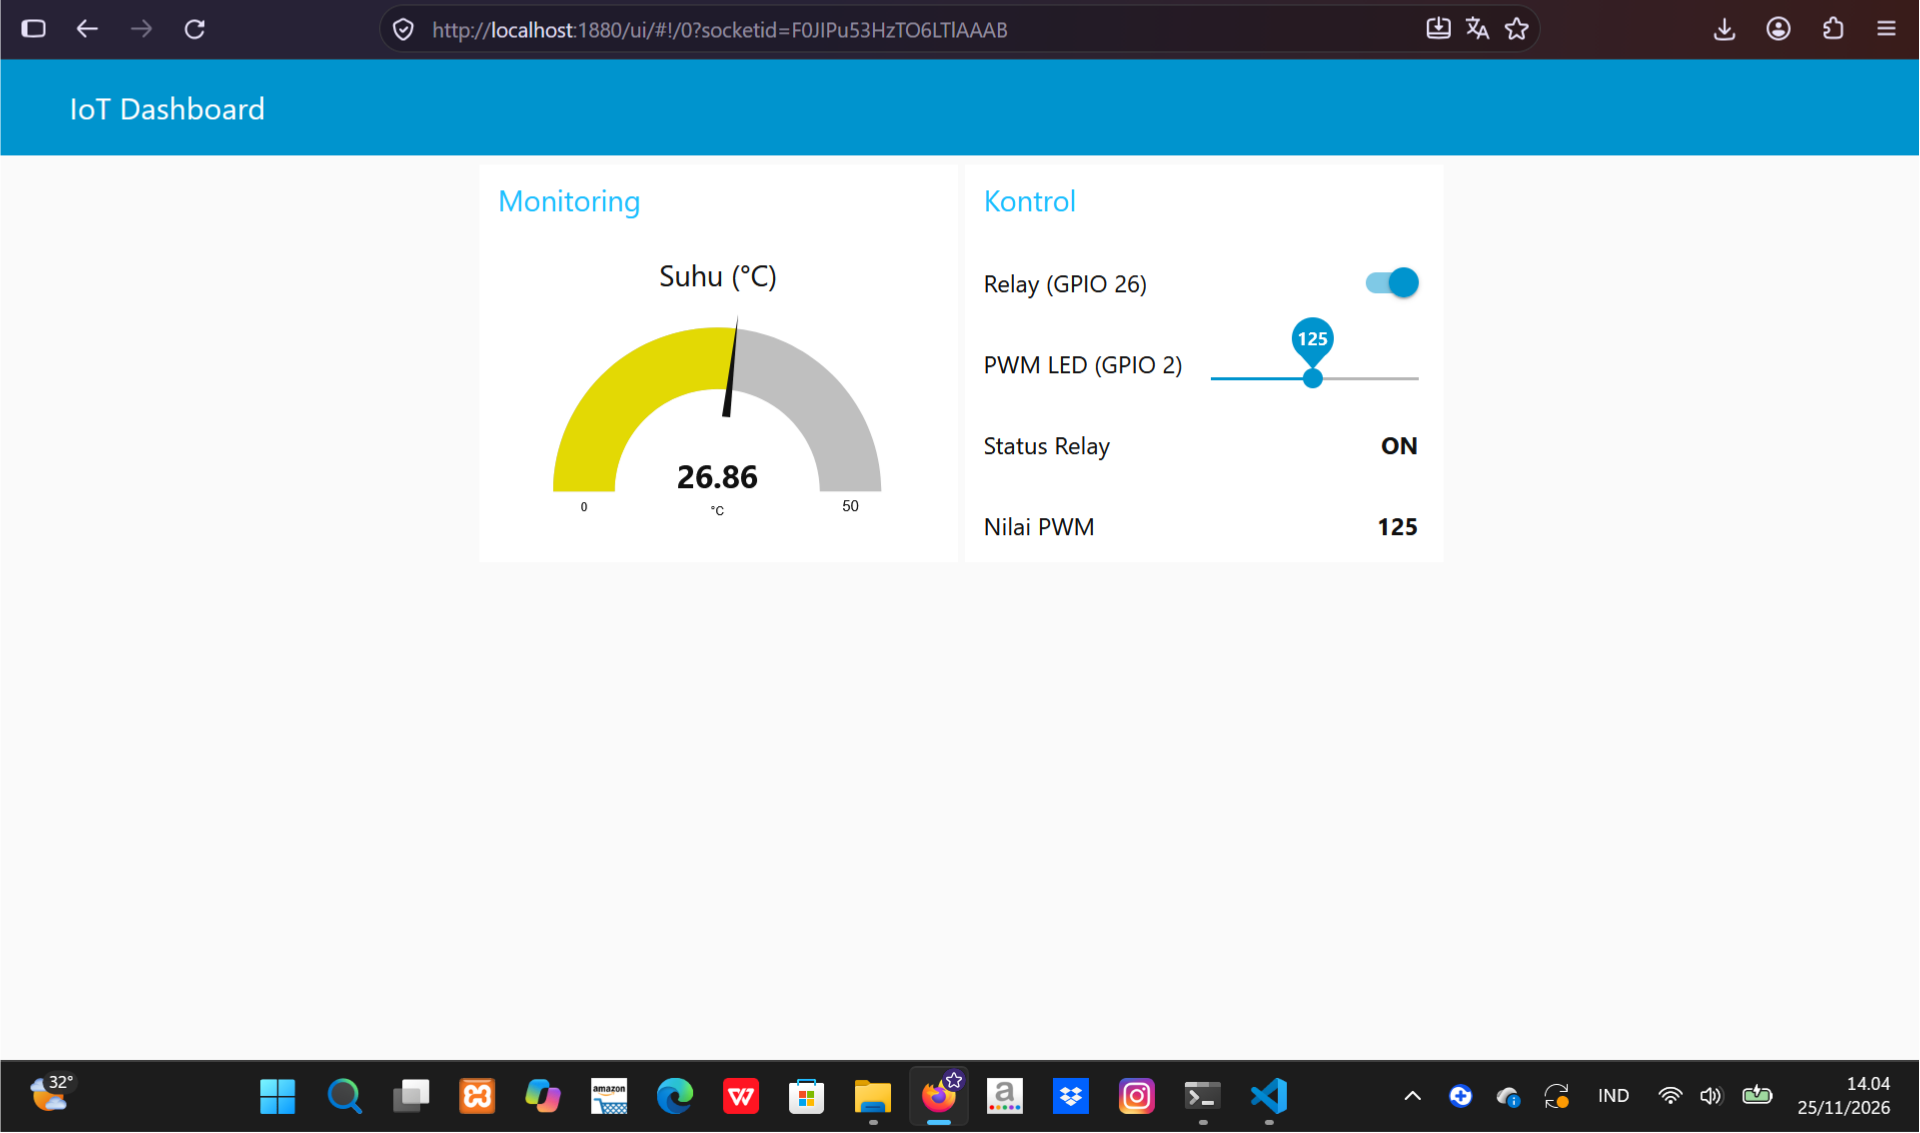 http://localhost:1880/ui/#!/0?socketid=F0JIPu53HzTO6LTlAAAB
IoT Dashboard
Monitoring
Suhu (°C)
26.86
°C
0
50
Kontrol
Relay (GPIO 26)
125
PWM LED (GPIO 2)
Status Relay ON
Nilai PWM 125
32°
amazon
a
IND
14.04
25/11/2026